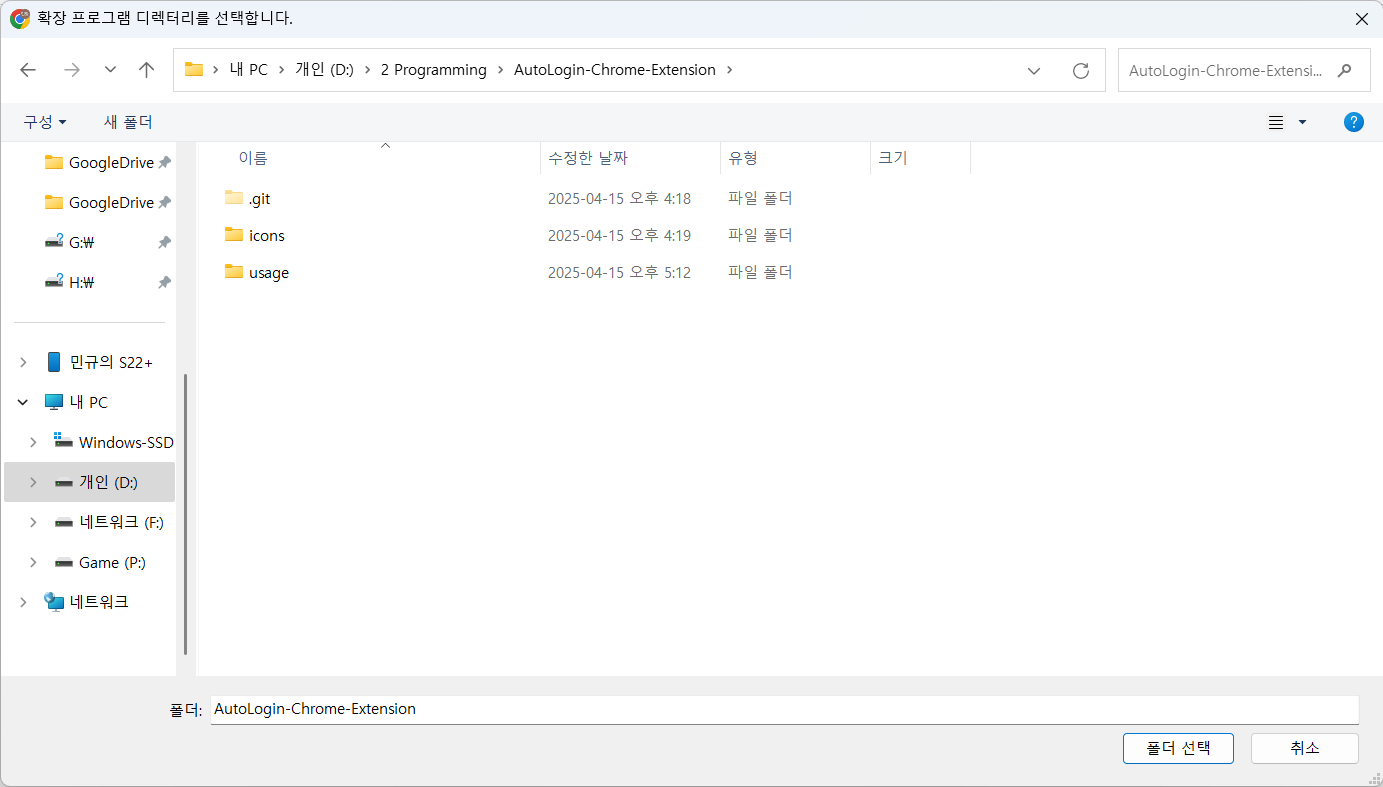 확장 프로그램 디렉터리를 선택합니다.
내 PC > 개인 (D:) > 2 Programming > AutoLogin-Chrome-Extension >
AutoLogin-Chrome-Extensi...
구성 새 폴더
이름 수정한 날짜 유형 크기
GoogleDrive
GoogleDrive
G:₩
H:₩
민규의 S22+
내 PC
Windows-SSD
개인 (D:)
네트워크 (F:)
Game (P:)
네트워크
.git 2025-04-15 오후 4:18 파일 폴더
icons 2025-04-15 오후 4:19 파일 폴더
usage 2025-04-15 오후 5:12 파일 폴더
폴더: AutoLogin-Chrome-Extension
폴더 선택 취소